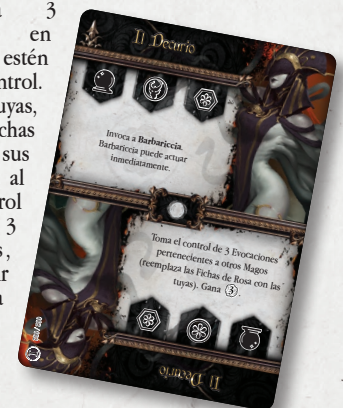 3
en
estén
ntrol.
uyas,
chas
sus
al
rol
3
s,
ar
a
Il Decurio
Invoca a Barbariccia.
Barbariccia puede actuar
inmediatamente.
Toma el control de 3 Evocaciones
pertenecientes a otros Magos
(reemplaza las Fichas de Rosa con las
tuyas). Gana 3.
Il Decurio